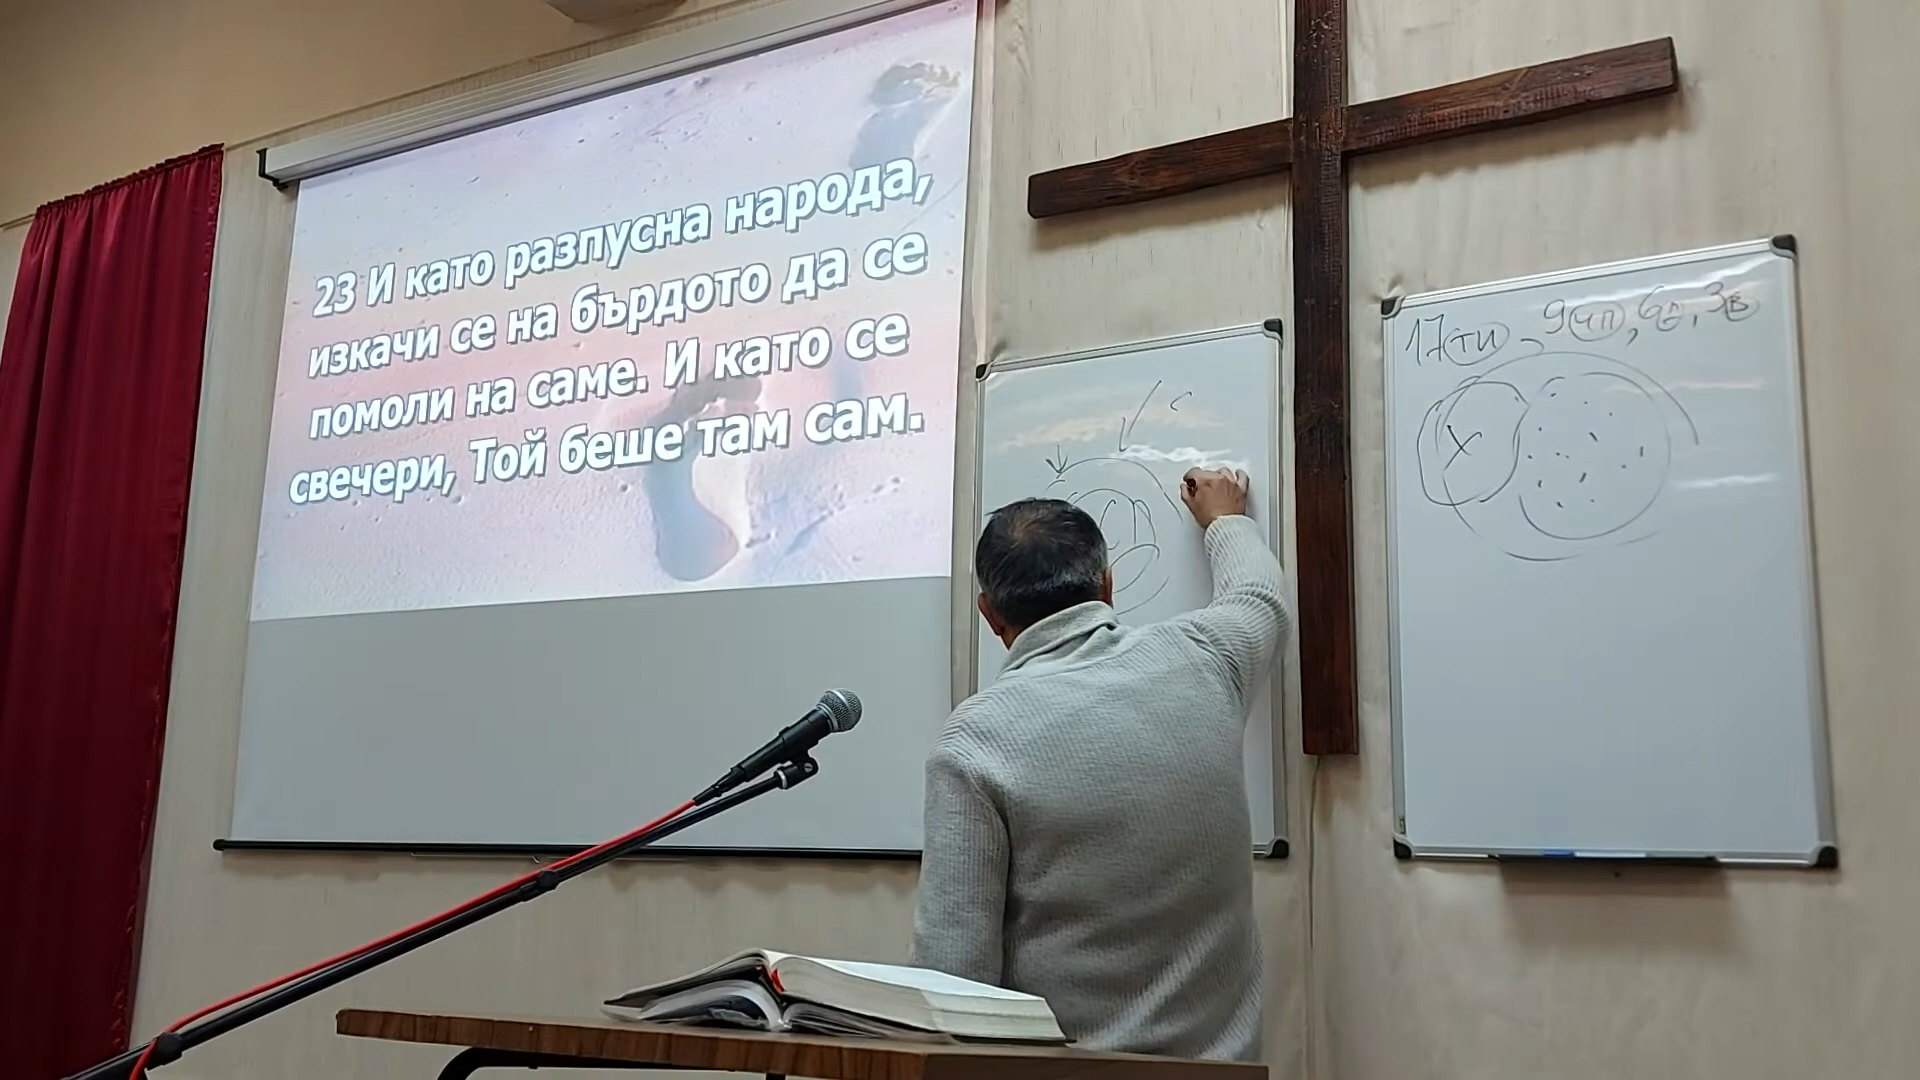 23 И като разпусна народа,
изкачи се на бърдото да се
помоли на саме. И като се
свечери, Той беше там сам.
17 ТИ, 9 ЧП, 6 Д, 3 В
Х